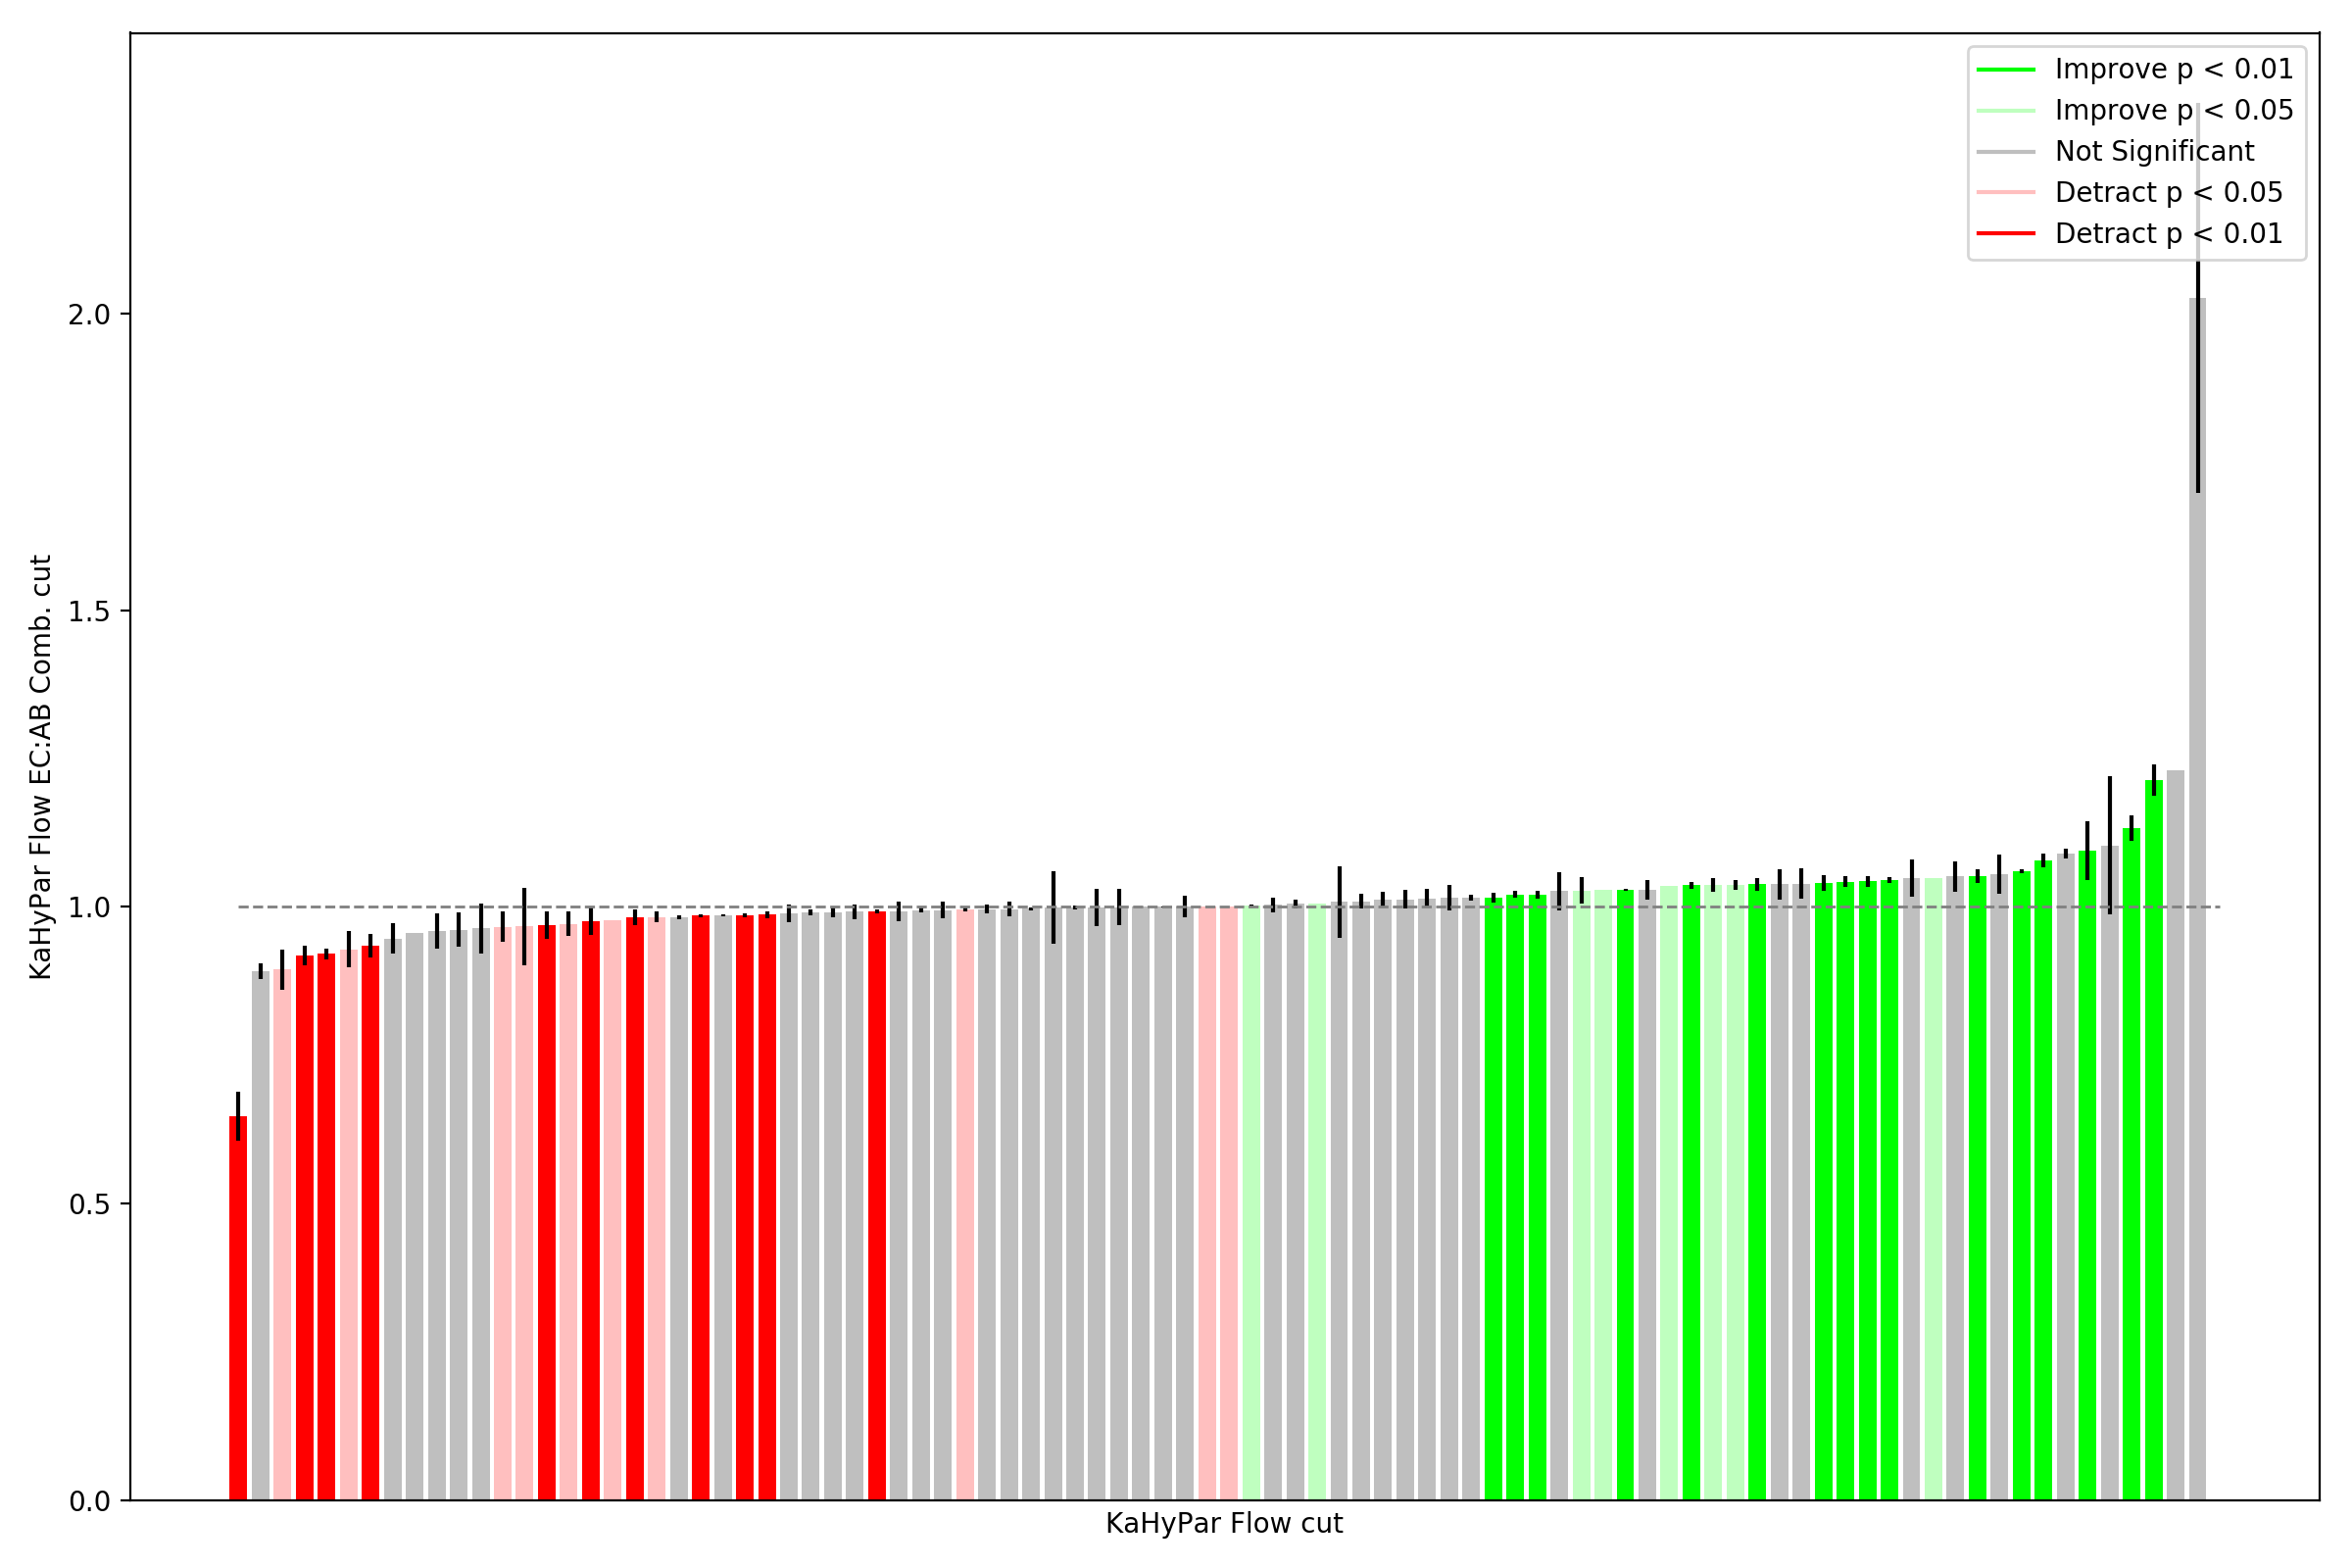 Improve p < 0.01
Improve p < 0.05
Not Significant
Detract p < 0.05
Detract p < 0.01
2.0
1.5
1.0
0.5
0.0
KaHyPar Flow EC:AB Comb. cut
KaHyPar Flow cut